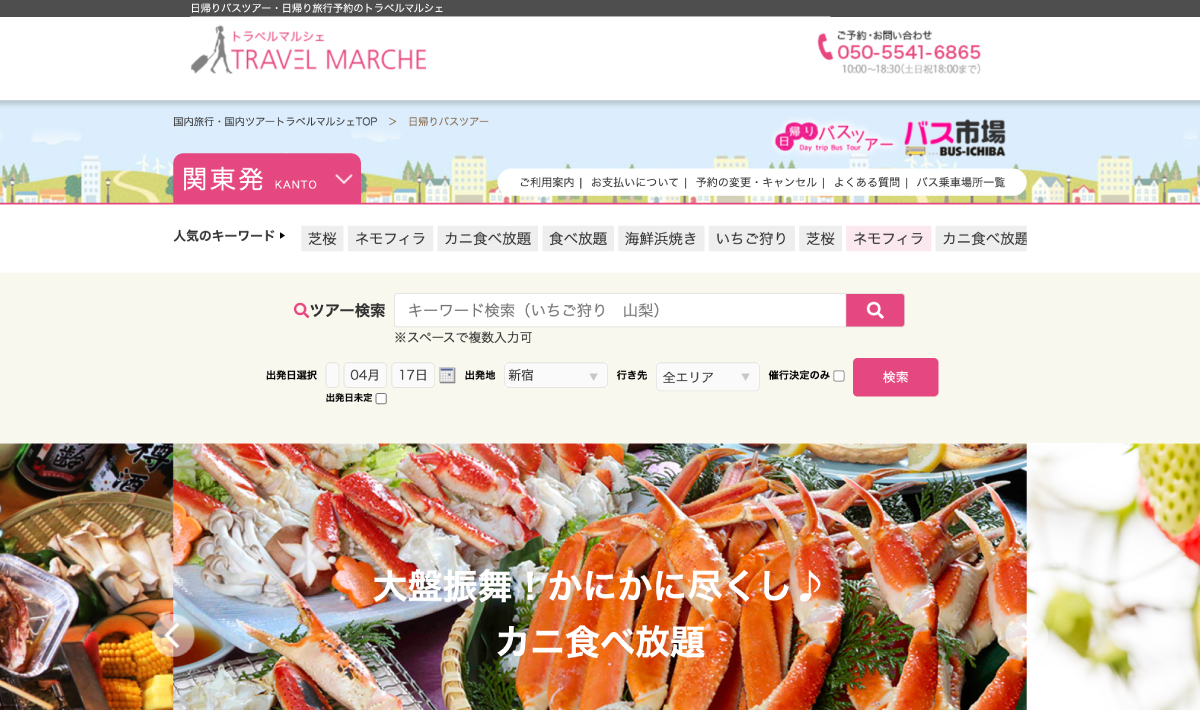 日帰りバスツアー・日帰り旅行予約のトラベルマルシェ
トラベルマルシェ
TRAVEL MARCHE
ご予約・お問い合わせ
050-5541-6865
10:00~18:30(土日祝18:00まで)
国内旅行・国内ツアートラベルマルシェTOP > 日帰りバスツアー
日帰りバスツアー
Day trip Bus Tour
バス市場
BUS-ICHIBA
関東発 KANTO
ご利用案内 | お支払いについて | 予約の変更・キャンセル | よくある質問 | バス乗車場所一覧
人気のキーワード
芝桜 ネモフィラ カニ食べ放題 食べ放題 海鮮浜焼き いちご狩り 芝桜 ネモフィラ カニ食べ放題
ツアー検索 キーワード検索(いちご狩り 山梨)
※スペースで複数入力可
出発日選択 04月 17日 出発地 新宿 行き先 全エリア 催行決定のみ 検索
出発日未定
大盤振舞!かにかに尽くし♪
カニ食べ放題